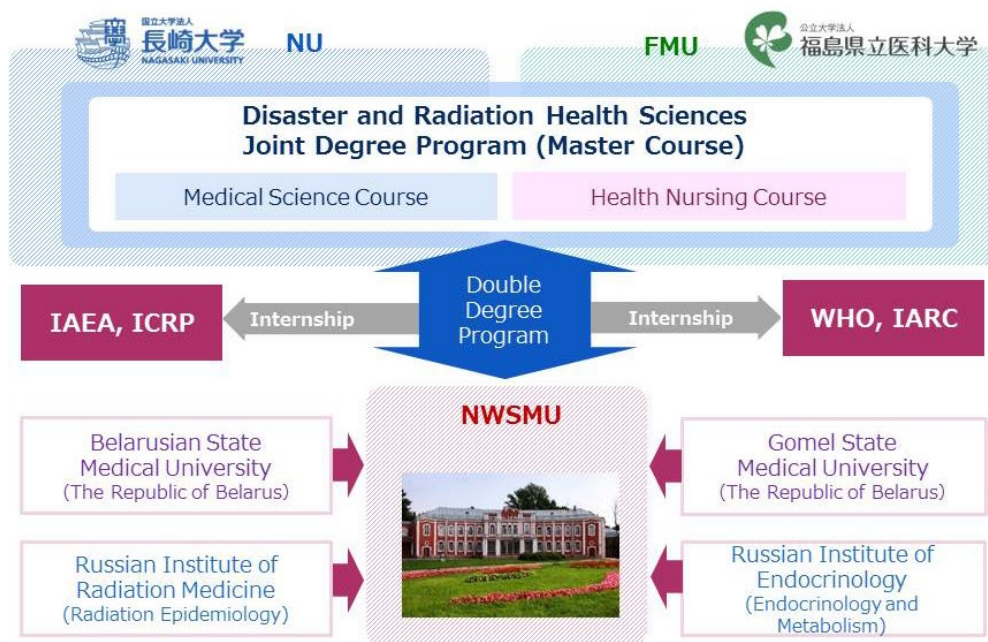 国立大学法人
長崎大学
NAGASAKI UNIVERSITY
NU
FMU
公立大学法人
福島県立医科大学
Disaster and Radiation Health Sciences
Joint Degree Program (Master Course)
Medical Science Course
Health Nursing Course
Double
Degree
Program
IAEA, ICRP
Internship
Internship
WHO, IARC
NWSMU
Belarusian State
Medical University
(The Republic of Belarus)
Gomel State
Medical University
(The Republic of Belarus)
Russian Institute of
Radiation Medicine
(Radiation Epidemiology)
Russian Institute of
Endocrinology
(Endocrinology and
Metabolism)